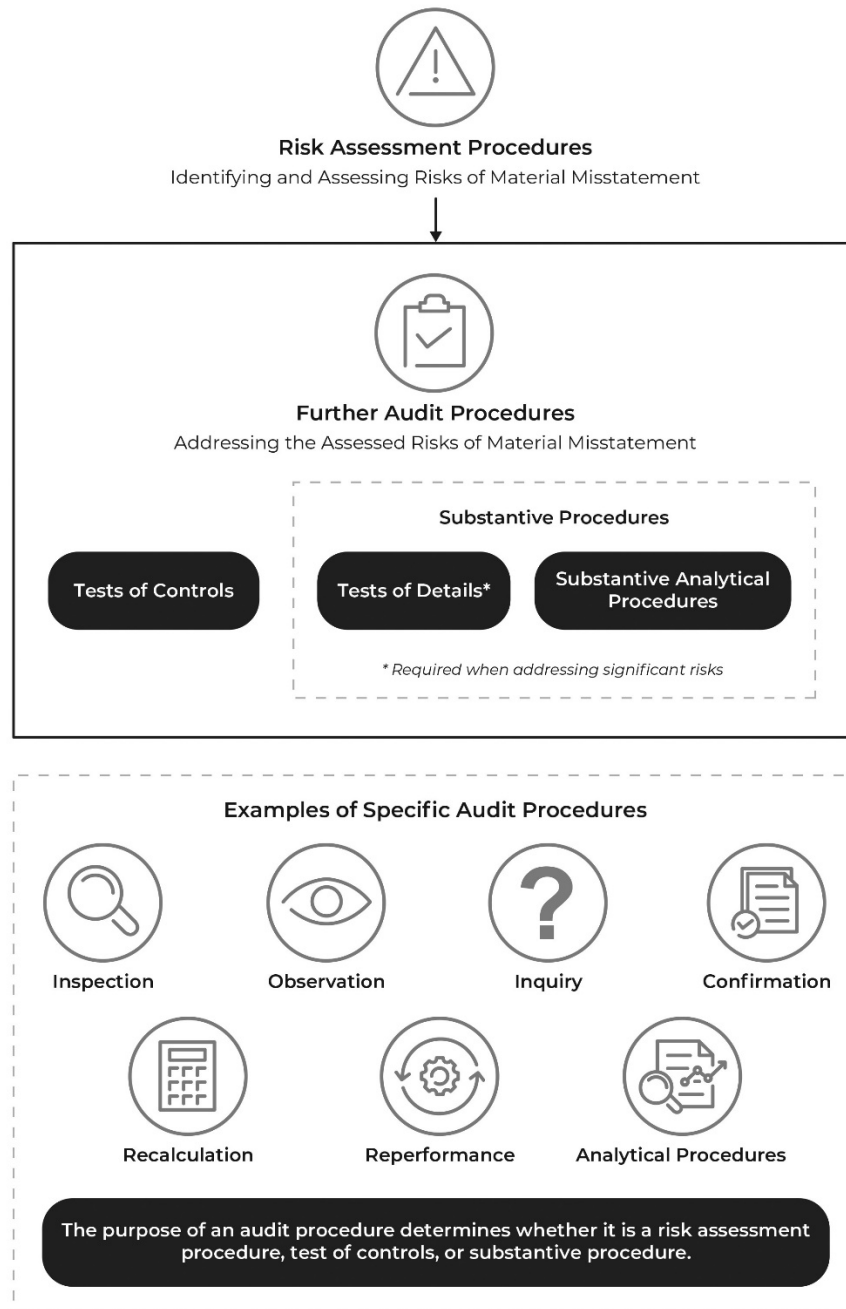 Risk Assessment Procedures
Identifying and Assessing Risks of Material Misstatement
Further Audit Procedures
Addressing the Assessed Risks of Material Misstatement
Substantive Procedures
Tests of Controls
Tests of Details*
Substantive Analytical
Procedures
* Required when addressing significant risks
Examples of Specific Audit Procedures
?
Inspection
Observation
Inquiry
Confirmation
Recalculation
Reperformance
Analytical Procedures
The purpose of an audit procedure determines whether it is a risk assessment
procedure, test of controls, or substantive procedure.